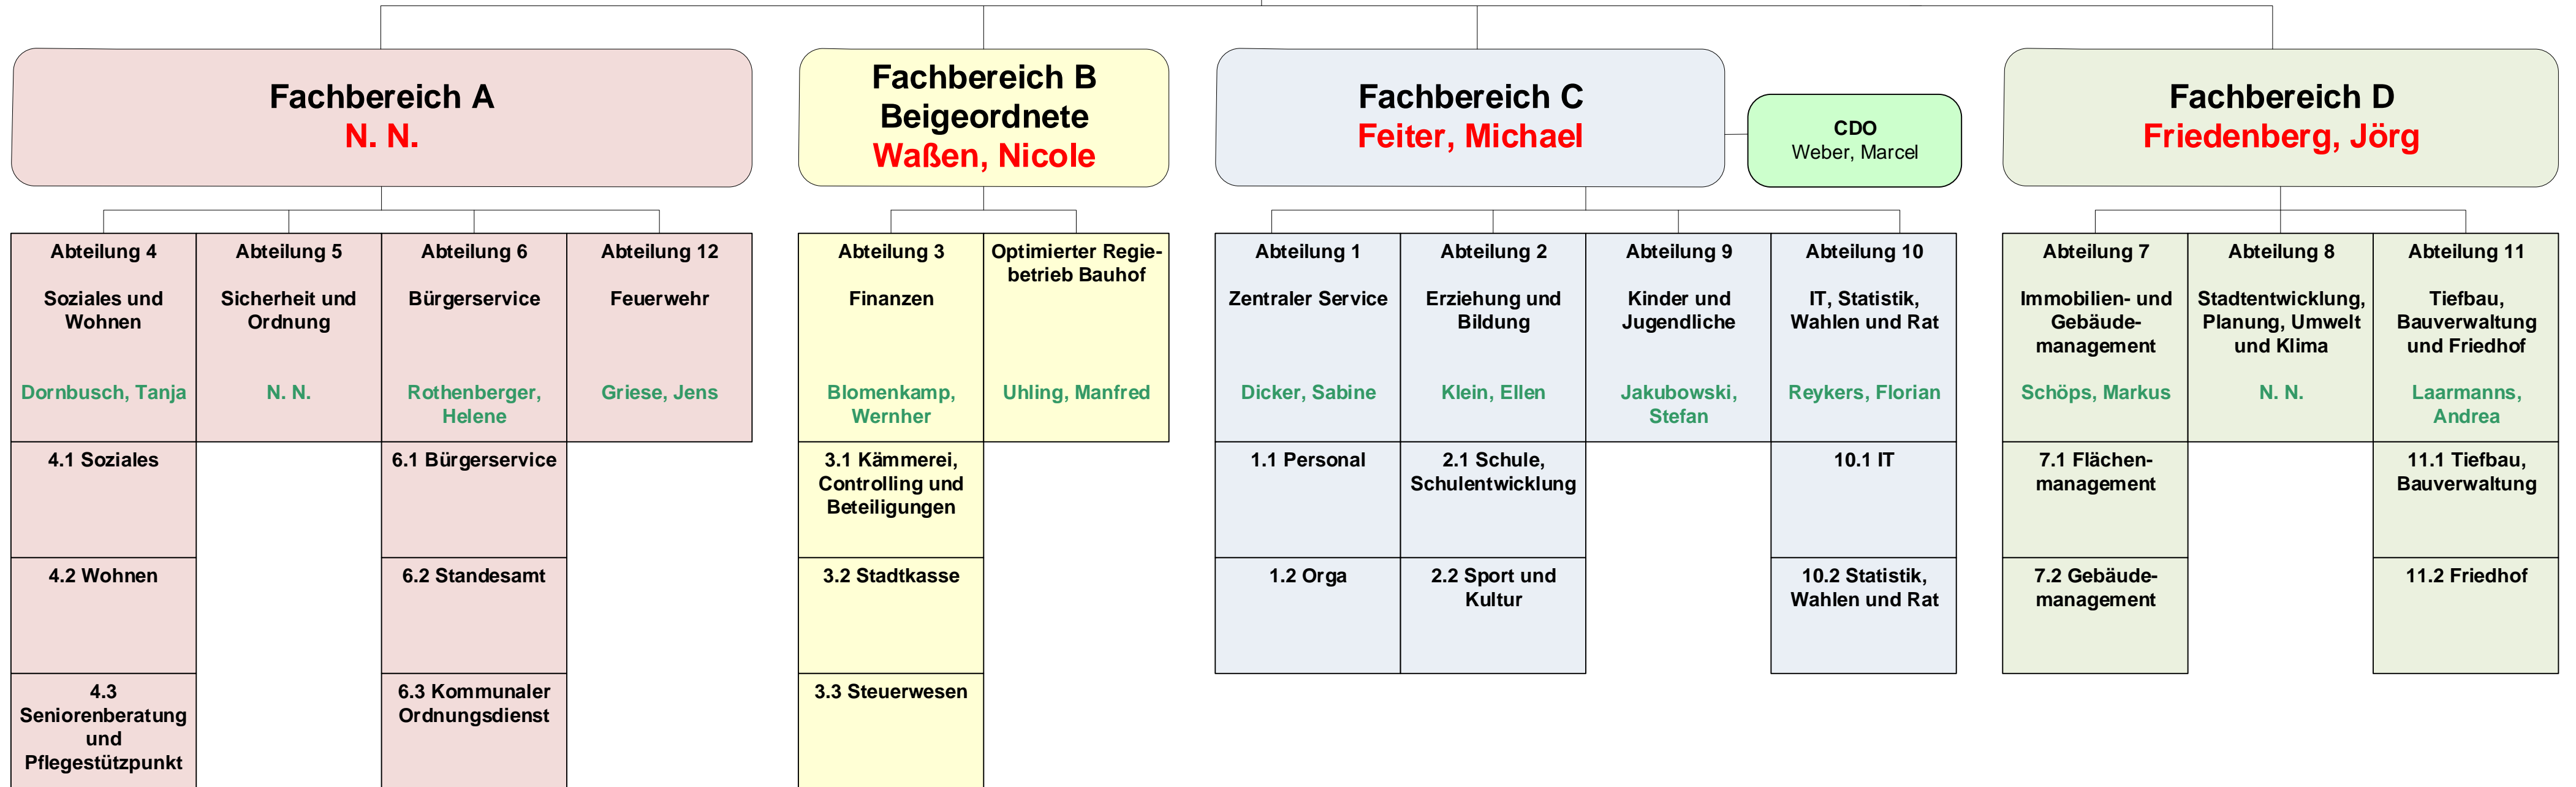 Fachbereich A
N. N.
Fachbereich B
Beigeordnete
Waßen, Nicole
Fachbereich C
Feiter, Michael
CDO
Weber, Marcel
Fachbereich D
Friedenberg, Jörg
Abteilung 4
Soziales und
Wohnen
Dornbusch, Tanja
4.1 Soziales
4.2 Wohnen
4.3
Seniorenberatung
und
Pflegestützpunkt
Abteilung 5
Sicherheit und
Ordnung
N. N.
Abteilung 6
Bürgerservice
Rothenberger,
Helene
6.1 Bürgerservice
6.2 Standesamt
6.3 Kommunaler
Ordnungsdienst
Abteilung 12
Feuerwehr
Griese, Jens
Abteilung 3
Finanzen
Blomenkamp,
Wernher
3.1 Kämmerei,
Controlling und
Beteiligungen
3.2 Stadtkasse
3.3 Steuerwesen
Optimierter Regie-
betrieb Bauhof
Uhling, Manfred
Abteilung 1
Zentraler Service
Dicker, Sabine
1.1 Personal
1.2 Orga
Abteilung 2
Erziehung und
Bildung
Klein, Ellen
2.1 Schule,
Schulentwicklung
2.2 Sport und
Kultur
Abteilung 9
Kinder und
Jugendliche
Jakubowski,
Stefan
Abteilung 10
IT, Statistik,
Wahlen und Rat
Reykers, Florian
10.1 IT
10.2 Statistik,
Wahlen und Rat
Abteilung 7
Immobilien- und
Gebäude-
management
Schöps, Markus
7.1 Flächen-
management
7.2 Gebäude-
management
Abteilung 8
Stadtentwicklung,
Planung, Umwelt
und Klima
N. N.
Abteilung 11
Tiefbau,
Bauverwaltung
und Friedhof
Laarmanns,
Andrea
11.1 Tiefbau,
Bauverwaltung
11.2 Friedhof